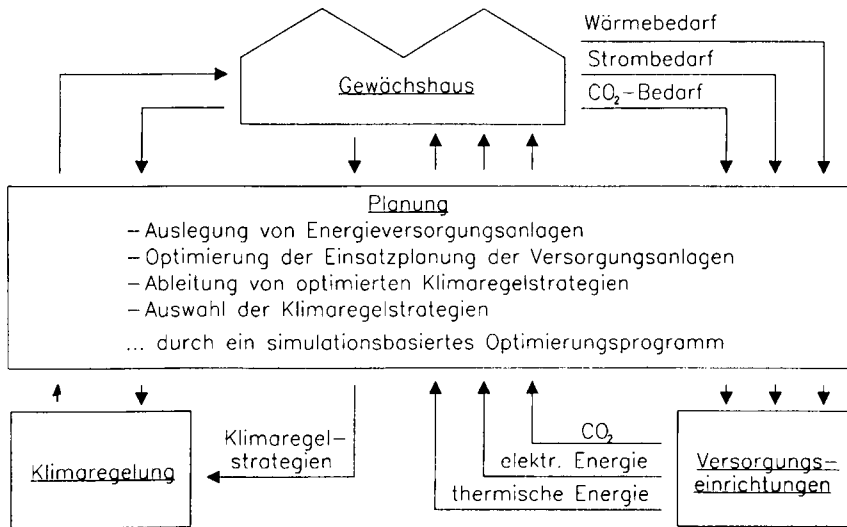 Wärmebedarf
Strombedarf
CO₂-Bedarf
Gewächshaus
Planung
- Auslegung von Energieversorgungsanlagen
- Optimierung der Einsatzplanung der Versorgungsanlagen
- Ableitung von optimierten Klimaregelstrategien
- Auswahl der Klimaregelstrategien
... durch ein simulationsbasiertes Optimierungsprogramm
Klimaregelung
Klimaregel-
strategien
CO₂
elektr. Energie
thermische Energie
Versorgungs-
einrichtungen